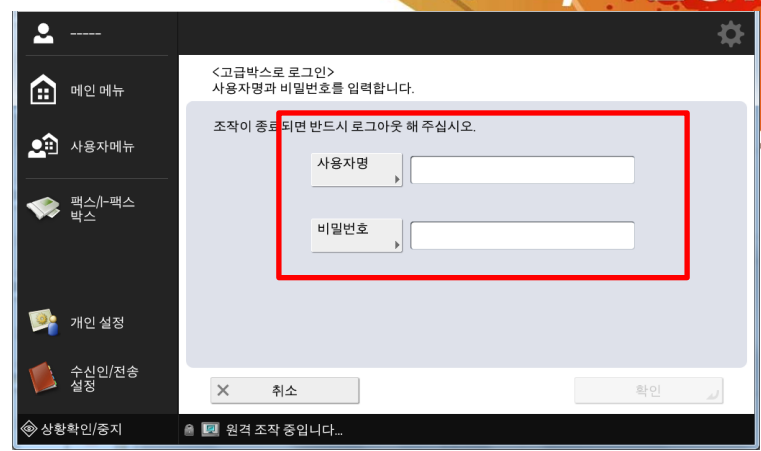 -----
메인 메뉴
사용자메뉴
팩스/I-팩스
박스
개인 설정
수신인/전송
설정
상황확인/중지
<고급박스로 로그인>
사용자명과 비밀번호를 입력합니다.
조작이 종료되면 반드시 로그아웃 해 주십시오.
사용자명
비밀번호
취소
확인
원격 조작 중입니다...